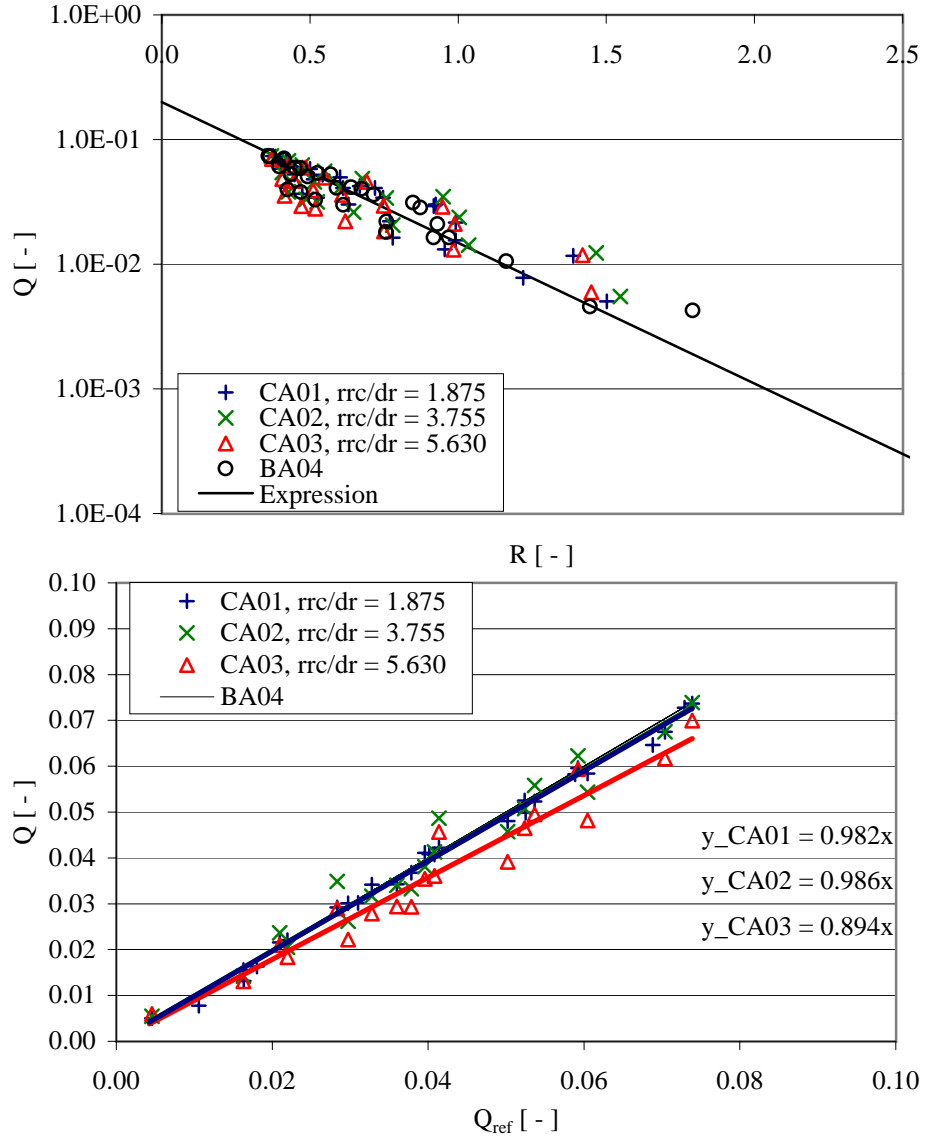 1.0E+00
0.0 0.5 1.0 1.5 2.0 2.5
1.0E-01
1.0E-02
1.0E-03
1.0E-04
Q [ - ]
CA01, rrc/dr = 1.875
CA02, rrc/dr = 3.755
CA03, rrc/dr = 5.630
BA04
Expression
R [ - ]
0.10
0.09
0.08
0.07
0.06
0.05
0.04
0.03
0.02
0.01
0.00
Q [ - ]
CA01, rrc/dr = 1.875
CA02, rrc/dr = 3.755
CA03, rrc/dr = 5.630
BA04
y_CA01 = 0.982x
y_CA02 = 0.986x
y_CA03 = 0.894x
0.00 0.02 0.04 0.06 0.08 0.10
Qref [ - ]